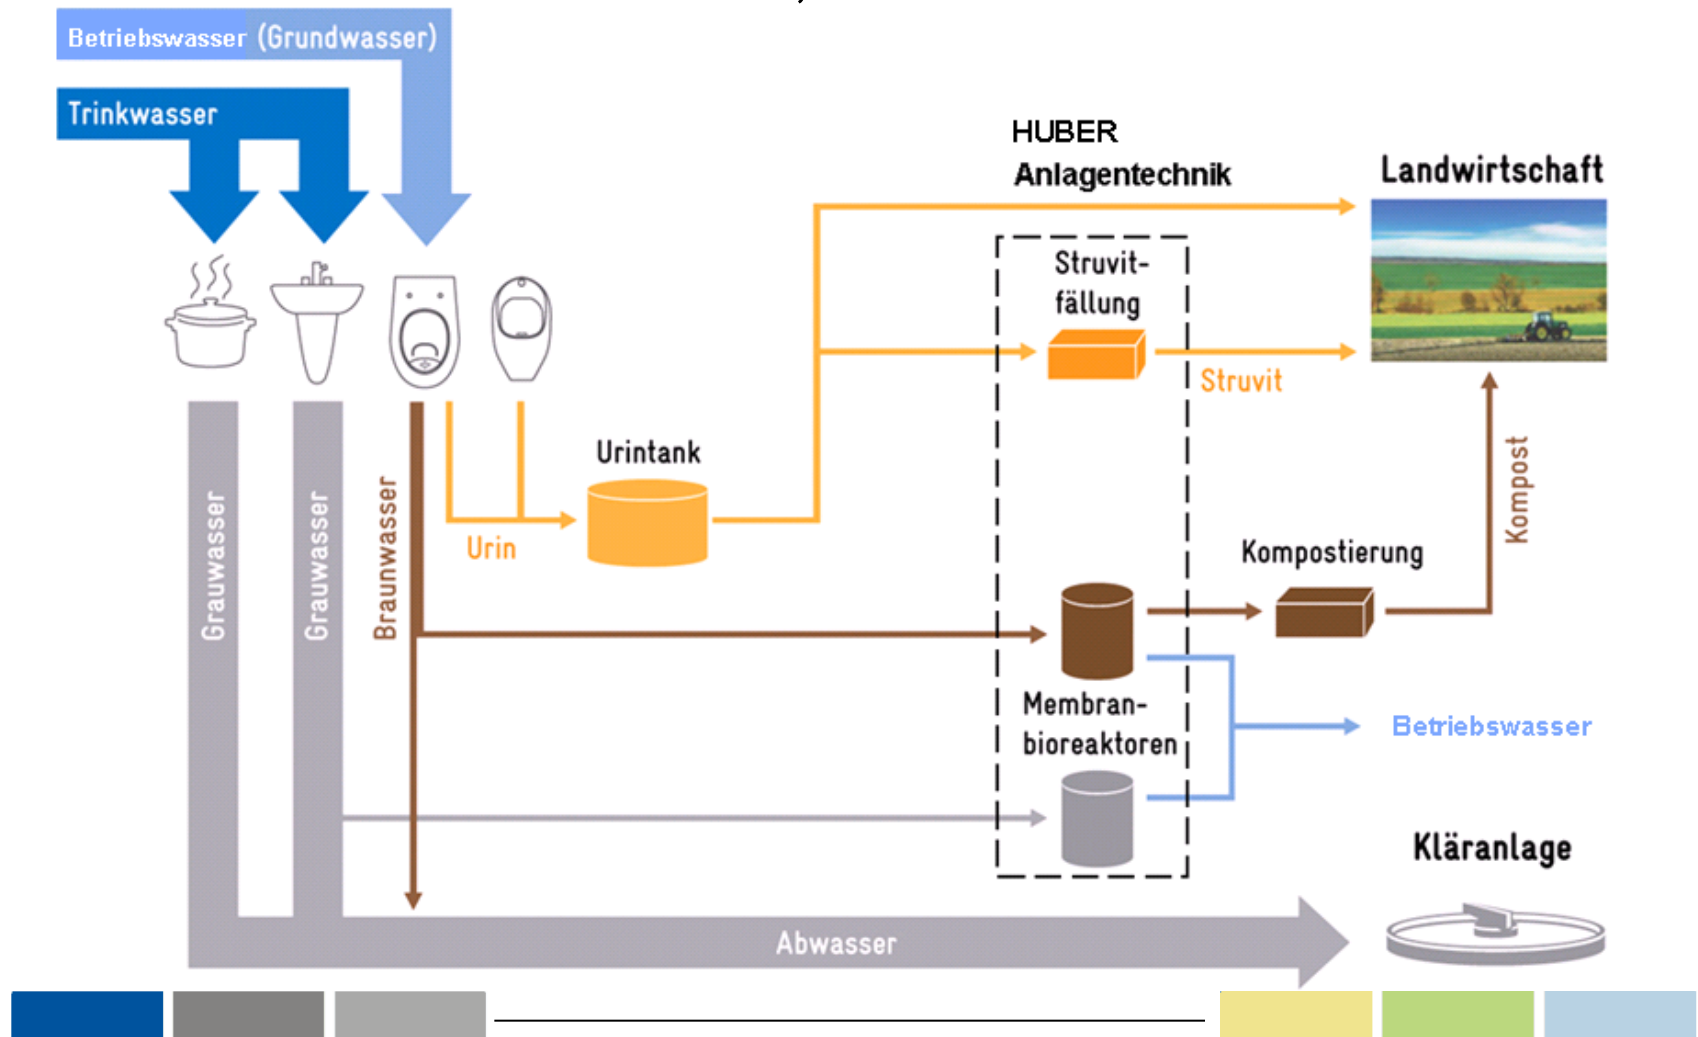 Betriebswasser (Grundwasser)
Trinkwasser
HUBER
Anlagentechnik
Landwirtschaft
Struvit-
fällung
Struvit
Urintank
Urin
Grauwasser
Grauwasser
Braunwasser
Kompostierung
Kompost
Membran-
bioreaktoren
Betriebswasser
Kläranlage
Abwasser